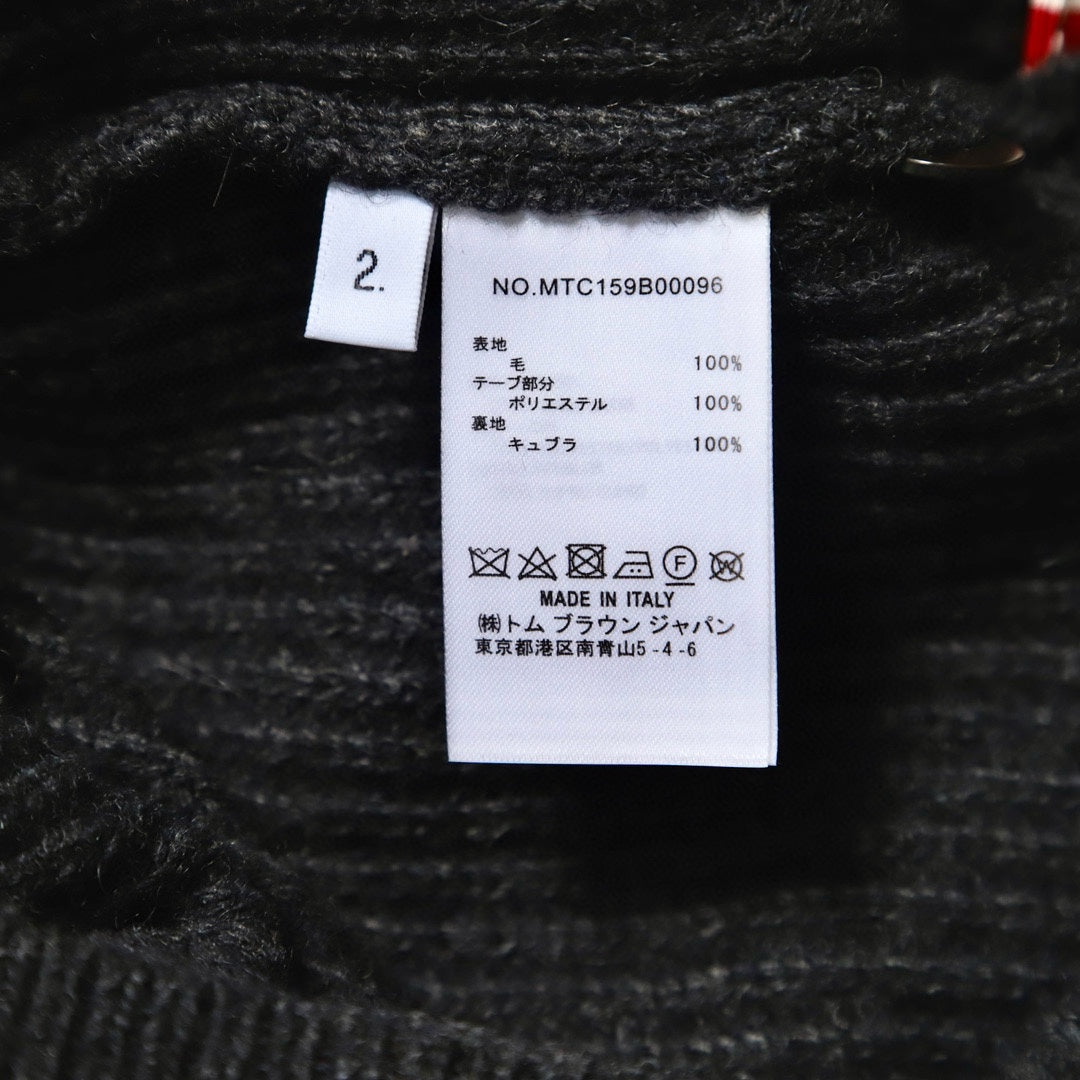 2.
NO.MTC159B00096
表地
毛 100%
テープ部分
ポリエステル 100%
裏地
キュプラ 100%
F W
MADE IN ITALY
㈱トム ブラウン ジャパン
東京都港区南青山5-4-6